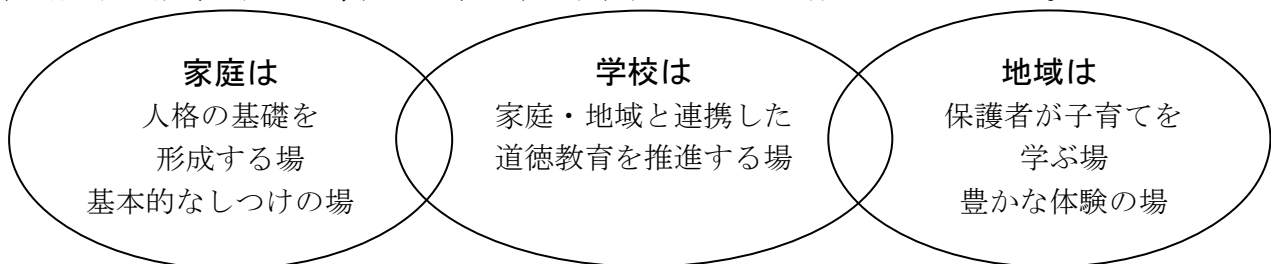 家庭は
人格の基礎を
形成する場
基本的なしつけの場
学校は
家庭・地域と連携した
道徳教育を推進する場
地域は
保護者が子育てを
学ぶ場
豊かな体験の場